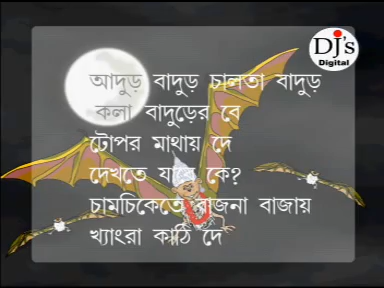 DJ's
Digital
আদুড় বাদুড় চালতা বাদুড়
কলা বাদুড়ের বে
টোপর মাথায় দে
দেখতে যাবে কে?
চামচিকেতে বাজনা বাজায়
খ্যাংরা কাঠি দে